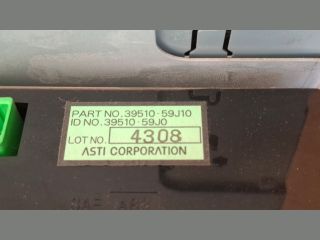 PART NO. 39510-59J10
ID NO. 39510-59J0
LOT NO. 4308
ASTI CORPORATION